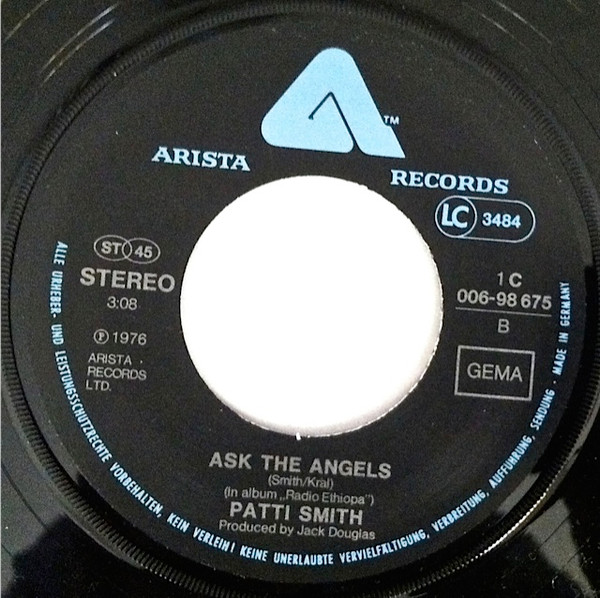 ARISTA
RECORDS
™
LC 3484
ST 45
STEREO
3:08
℗ 1976
ARISTA ·
RECORDS
LTD.
1 C
006-98 675
B
GEMA
ASK THE ANGELS
(Smith/Kral)
(In album „Radio Ethiopa")
PATTI SMITH
Produced by Jack Douglas
ALLE URHEBER- UND LEISTUNGSSCHUTZRECHTE VORBEHALTEN, KEIN VERLEIH! KEINE UNERLAUBTE VERVIELFÄLTIGUNG, VERBREITUNG, AUFFÜHRUNG, SENDUNG · MADE IN GERMANY